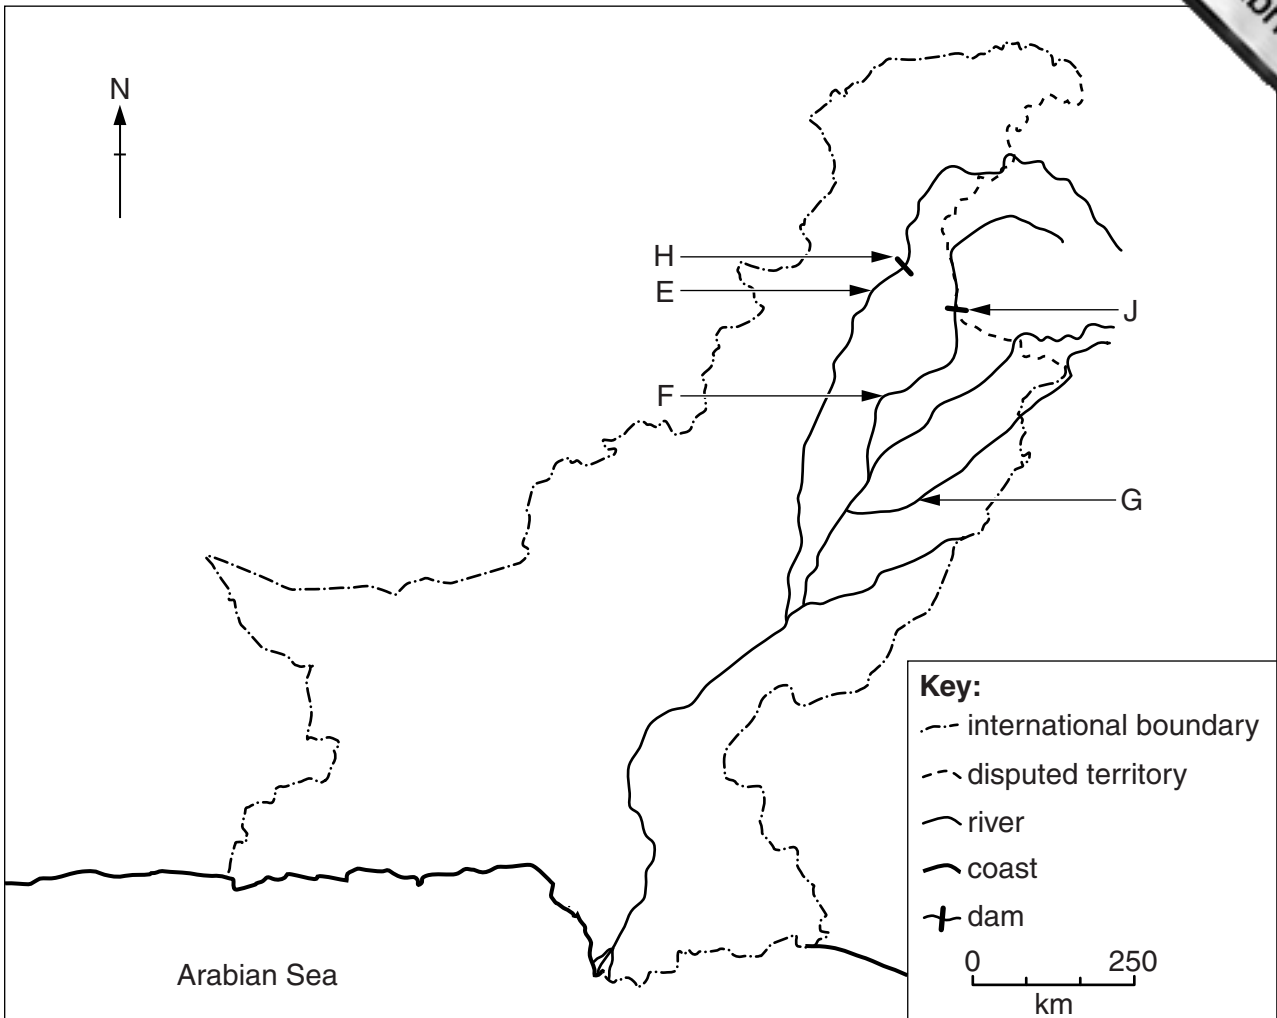 N
H
E
J
F
G
Key:
international boundary
disputed territory
river
coast
dam
0 250
km
Arabian Sea